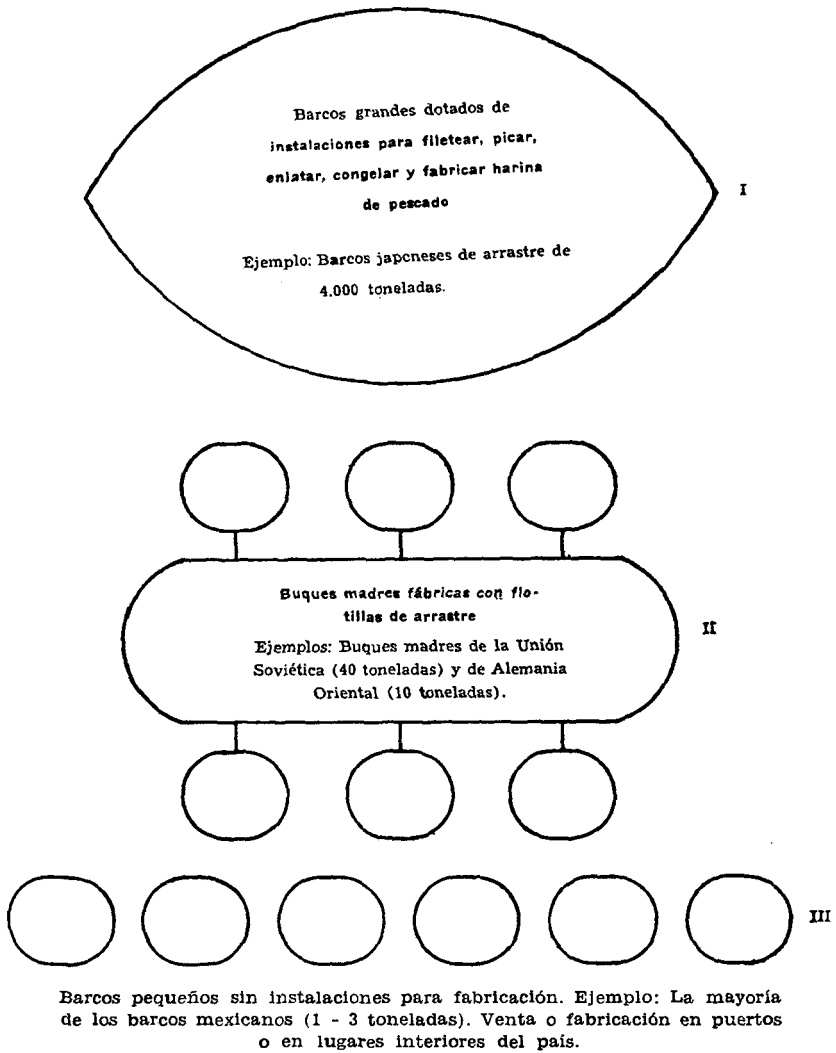 Barcos grandes dotados de
instalaciones para filetear, picar,
enlatar, congelar y fabricar harina
de pescado
I
Ejemplo: Barcos japoneses de arrastre de
4.000 toneladas.
Buques madres fábricas con flo-
tillas de arrastre
II
Ejemplos: Buques madres de la Unión
Soviética (40 toneladas) y de Alemania
Oriental (10 toneladas).
III
Barcos pequeños sin instalaciones para fabricación. Ejemplo: La mayoría
de los barcos mexicanos (1 - 3 toneladas). Venta o fabricación en puertos
o en lugares interiores del país.